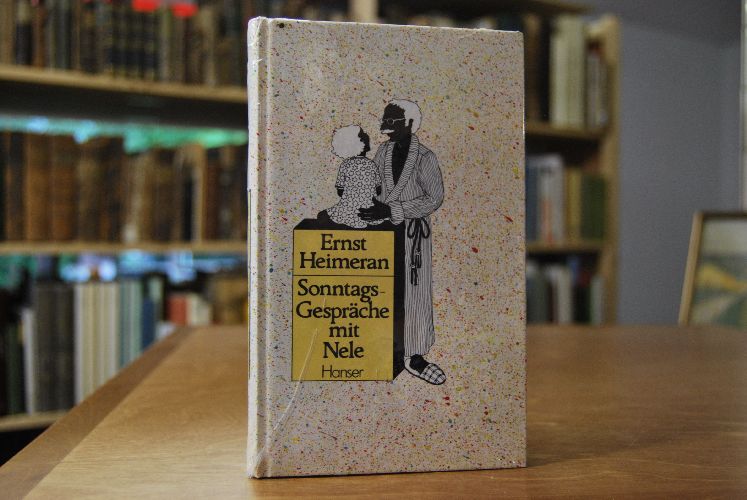 Ernst
Heimeran
Sonntags-
Gespräche
mit
Nele
Hanser